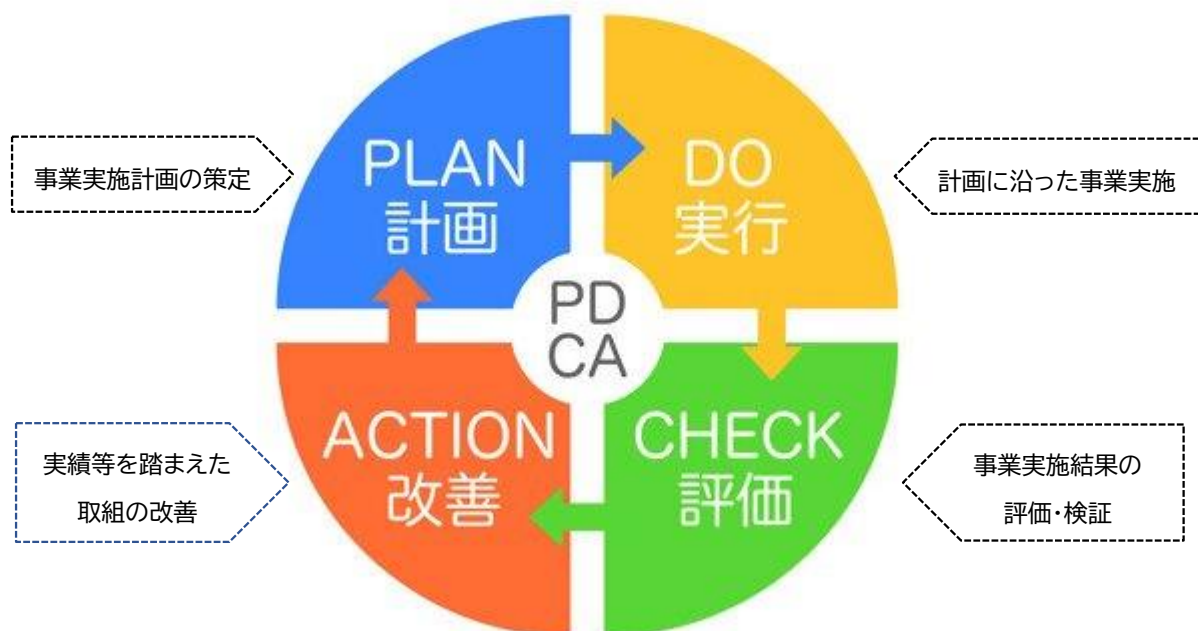 PLAN
計画
DO
実行
事業実施計画の策定
計画に沿った事業実施
PD
CA
ACTION
改善
CHECK
評価
実績等を踏まえた
取組の改善
事業実施結果の
評価・検証